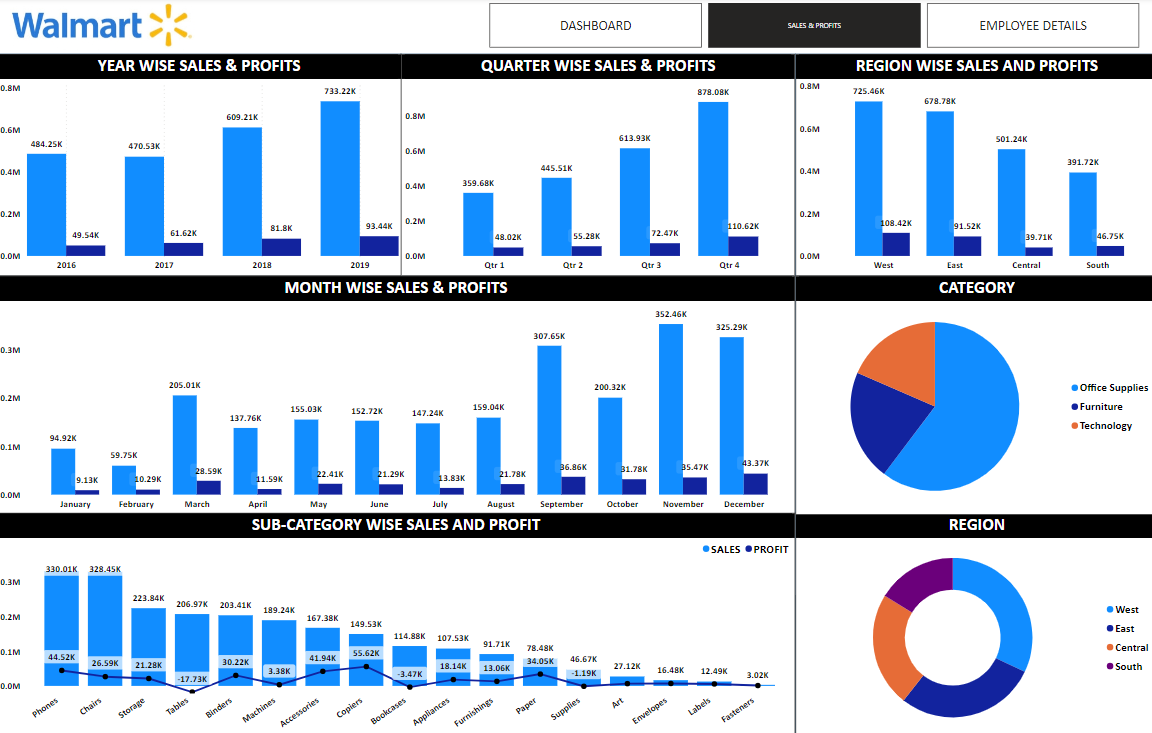 Walmart
DASHBOARD
SALES & PROFITS
EMPLOYEE DETAILS
YEAR WISE SALES & PROFITS
0.8M
0.6M
0.4M
0.2M
0.0M
484.25K
49.54K
470.53K
61.62K
609.21K
81.8K
733.22K
93.44K
2016
2017
2018
2019
QUARTER WISE SALES & PROFITS
0.8M
0.6M
0.4M
0.2M
0.0M
359.68K
48.02K
445.51K
55.28K
613.93K
72.47K
878.08K
110.62K
Qtr 1
Qtr 2
Qtr 3
Qtr 4
REGION WISE SALES AND PROFITS
0.8M
0.6M
0.4M
0.2M
0.0M
725.46K
108.42K
678.78K
91.52K
501.24K
39.71K
391.72K
46.75K
West
East
Central
South
MONTH WISE SALES & PROFITS
0.3M
0.2M
0.1M
0.0M
94.92K
9.13K
59.75K
10.29K
205.01K
28.59K
137.76K
11.59K
155.03K
22.41K
152.72K
21.29K
147.24K
13.83K
159.04K
21.78K
307.65K
36.86K
200.32K
31.78K
352.46K
35.47K
325.29K
43.37K
January
February
March
April
May
June
July
August
September
October
November
December
CATEGORY
Office Supplies
Furniture
Technology
SUB-CATEGORY WISE SALES AND PROFIT
SALES
PROFIT
0.3M
0.2M
0.1M
0.0M
330.01K
328.45K
223.84K
206.97K
203.41K
189.24K
167.38K
149.53K
114.88K
107.53K
91.71K
78.48K
46.67K
27.12K
16.48K
12.49K
3.02K
44.52K
26.59K
21.28K
-17.73K
30.22K
3.38K
41.94K
55.62K
-3.47K
18.14K
13.06K
34.05K
-1.19K
Phones
Chairs
Storage
Tables
Binders
Machines
Accessories
Copiers
Bookcases
Appliances
Furnishings
Paper
Supplies
Art
Envelopes
Labels
Fasteners
REGION
West
East
Central
South